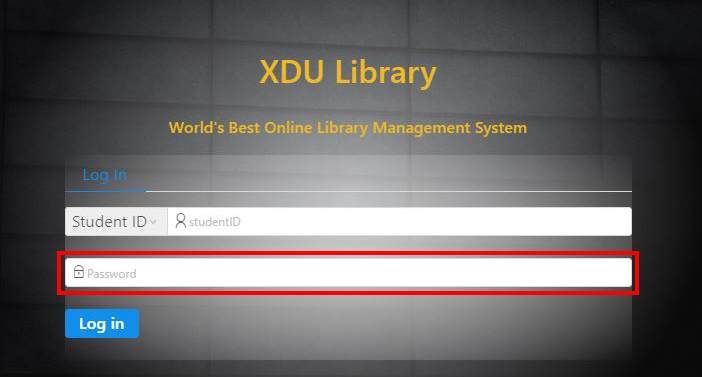 XDU Library
World's Best Online Library Management System
Log In
Student ID studentID
Password
Log in